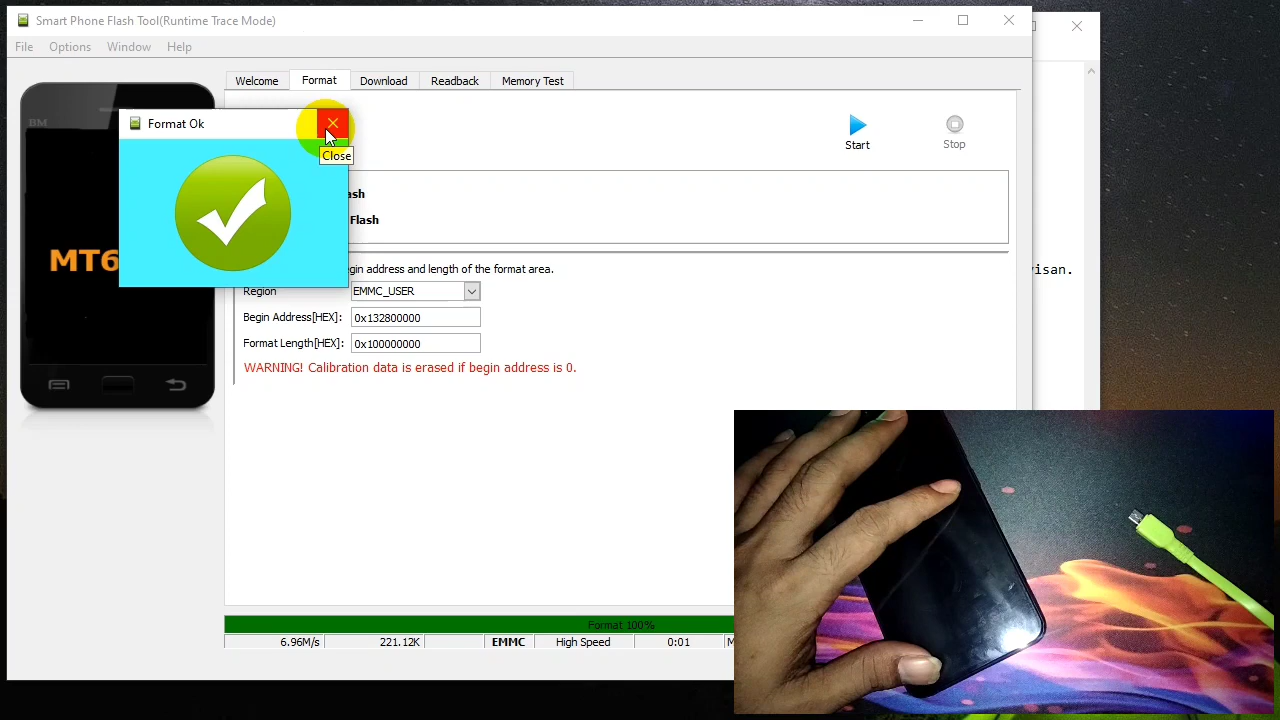 Smart Phone Flash Tool(Runtime Trace Mode)
File Options Window Help
Welcome Format Download Readback Memory Test
BM
Format Ok
Close
Start
Stop
Flash
MT6
gin address and length of the format area.
visan.
Region EMMC_USER
Begin Address[HEX]: 0x132800000
Format Length[HEX]: 0x100000000
WARNING! Calibration data is erased if begin address is 0.
Format 100%
6.96M/s 221.12K EMMC High Speed 0:01